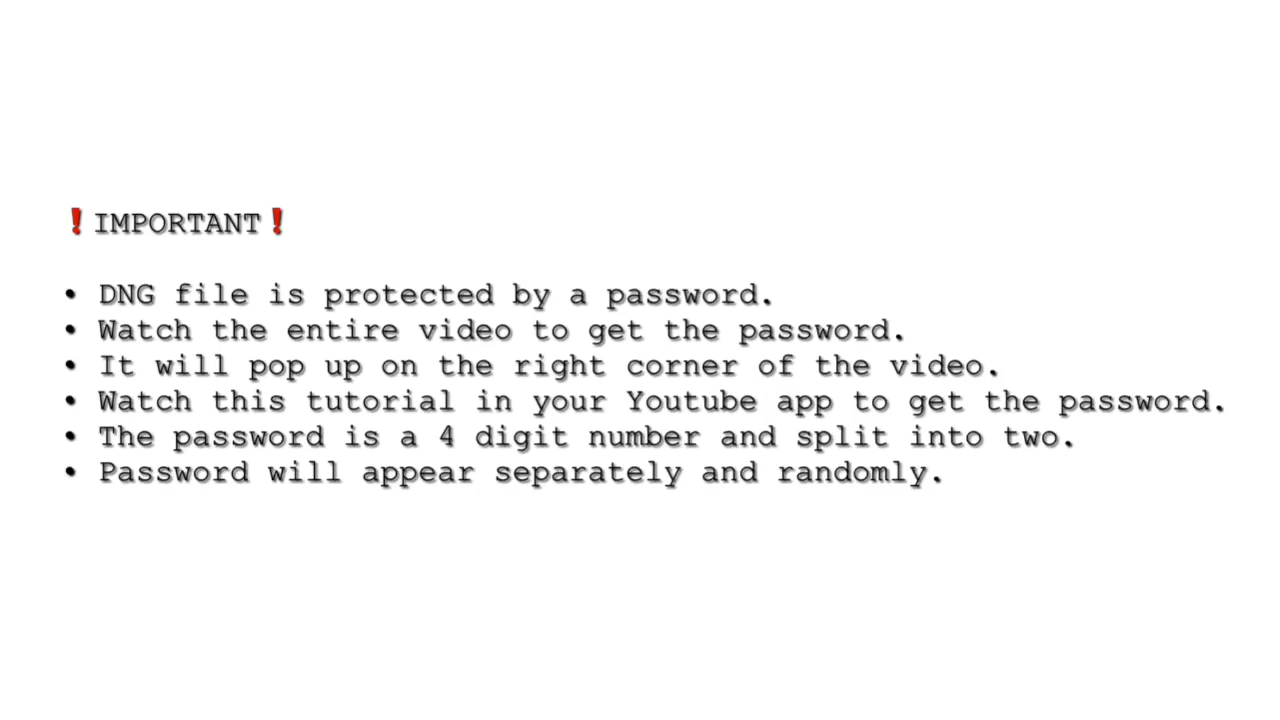 ❗IMPORTANT❗
• DNG file is protected by a password.
• Watch the entire video to get the password.
• It will pop up on the right corner of the video.
• Watch this tutorial in your Youtube app to get the password.
• The password is a 4 digit number and split into two.
• Password will appear separately and randomly.